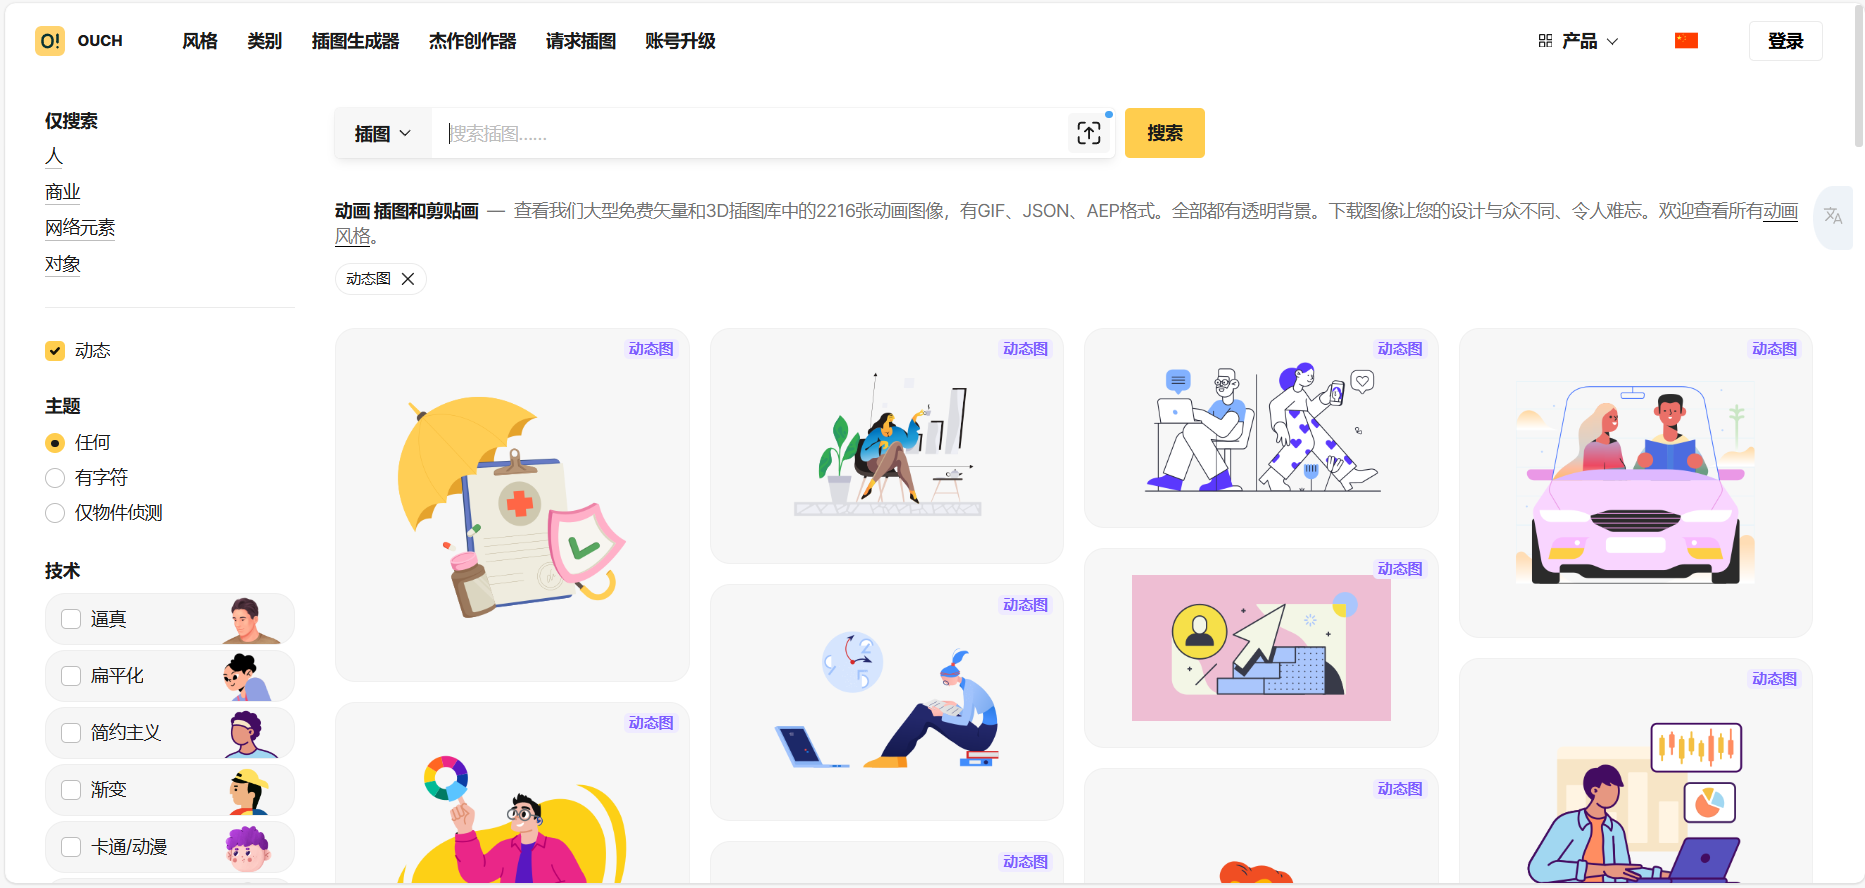 O! OUCH 风格 类别 插图生成器 杰作创作器 请求插图 账号升级 产品 登录
仅搜索
人
商业
网络元素
对象
动态
主题
任何
有字符
仅物件侦测
技术
逼真
扁平化
简约主义
渐变
卡通/动漫
插图 搜索插图...... 搜索
动画 插图和剪贴画 — 查看我们大型免费矢量和3D插图库中的2216张动画图像，有GIF、JSON、AEP格式。全部都有透明背景。下载图像让您的设计与众不同、令人难忘。欢迎查看所有动画
风格。
动态图
动态图 动态图 动态图 动态图
动态图
动态图
动态图
动态图
动态图
动态图